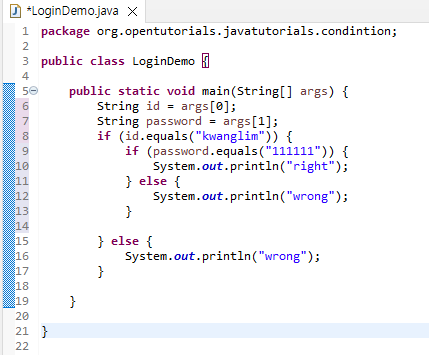 *LoginDemo.java
1 package org.opentutorials.javatutorials.condintion;
2
3 public class LoginDemo {
4
5     public static void main(String[] args) {
6         String id = args[0];
7         String password = args[1];
8         if (id.equals("kwanglim")) {
9             if (password.equals("111111")) {
10                 System.out.println("right");
11             } else {
12                 System.out.println("wrong");
13             }
14
15         } else {
16             System.out.println("wrong");
17         }
18
19     }
20
21 }
22